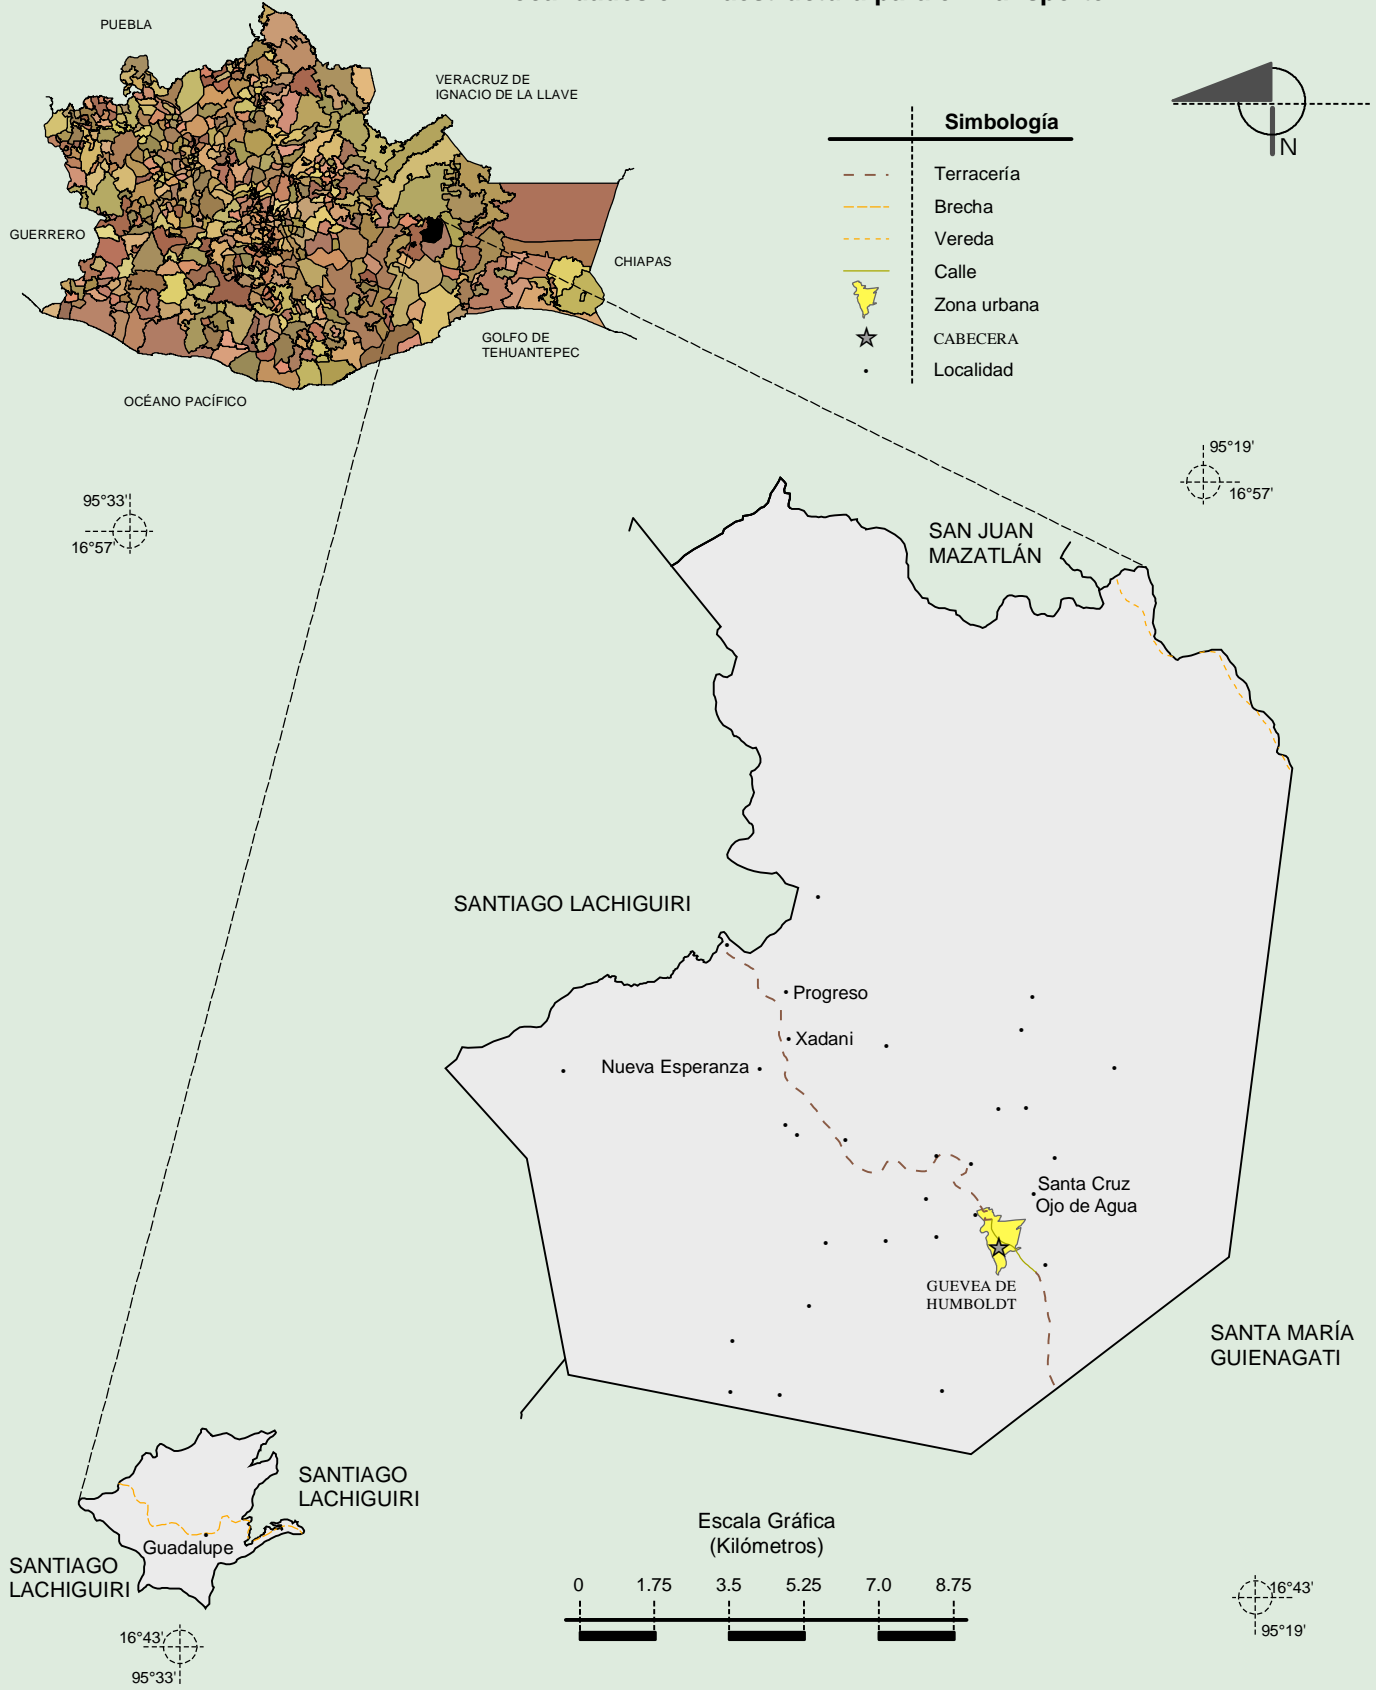 PUEBLA
VERACRUZ DE
IGNACIO DE LA LLAVE
GUERRERO
CHIAPAS
GOLFO DE
TEHUANTEPEC
OCÉANO PACÍFICO
N
Simbología
Terracería
Brecha
Vereda
Calle
Zona urbana
CABECERA
Localidad
95°33'
16°57'
95°19'
16°57'
SAN JUAN
MAZATLÁN
SANTIAGO LACHIGUIRI
Progreso
Xadani
Nueva Esperanza
Santa Cruz
Ojo de Agua
GUEVEA DE
HUMBOLDT
SANTA MARÍA
GUIENAGATI
SANTIAGO
LACHIGUIRI
Guadalupe
SANTIAGO
LACHIGUIRI
16°43'
95°33'
Escala Gráfica
(Kilómetros)
0 1.75 3.5 5.25 7.0 8.75
16°43'
95°19'